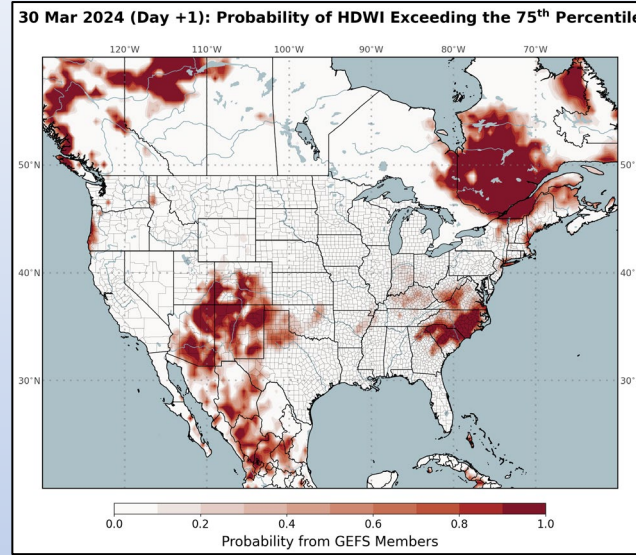 30 Mar 2024 (Day +1): Probability of HDWI Exceeding the 75th Percentile
120°W 110°W 100°W 90°W 80°W 70°W
50°N 50°
40°N 40°
30°N 30°
0.0 0.2 0.4 0.6 0.8 1.0
Probability from GEFS Members